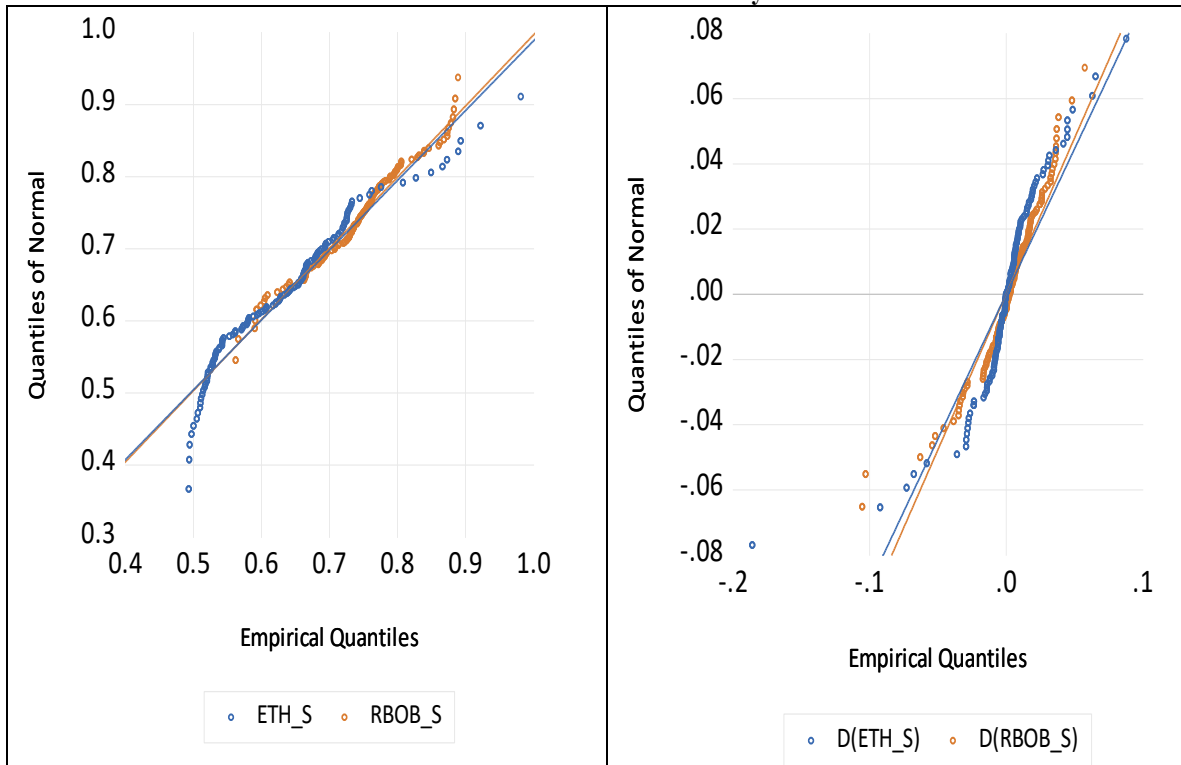 1.0
0.9
0.8
0.7
0.6
0.5
0.4
0.3
Quantiles of Normal
0.4 0.5 0.6 0.7 0.8 0.9 1.0
Empirical Quantiles
ETH_S RBOB_S
.08
.06
.04
.02
.00
-.02
-.04
-.06
-.08
Quantiles of Normal
-.2 -.1 .0 .1
Empirical Quantiles
D(ETH_S) D(RBOB_S)